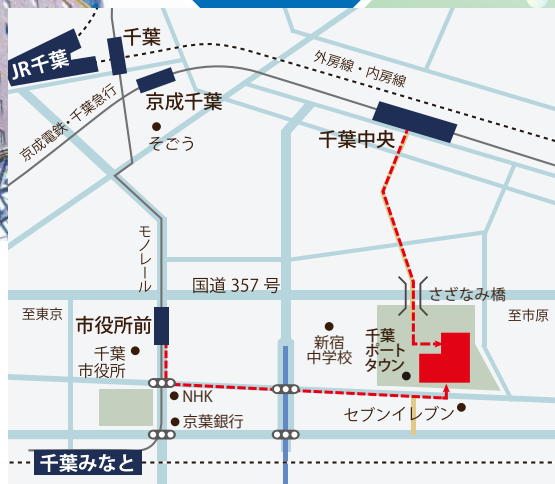 JR千葉
千葉
京成千葉
そごう
京成電鉄・千葉急行
外房線・内房線
千葉中央
モノレール
国道 357 号
さざなみ橋
至東京
至市原
市役所前
千葉
市役所
新宿
中学校
千葉
ポート
タウン
NHK
京葉銀行
セブンイレブン
千葉みなと